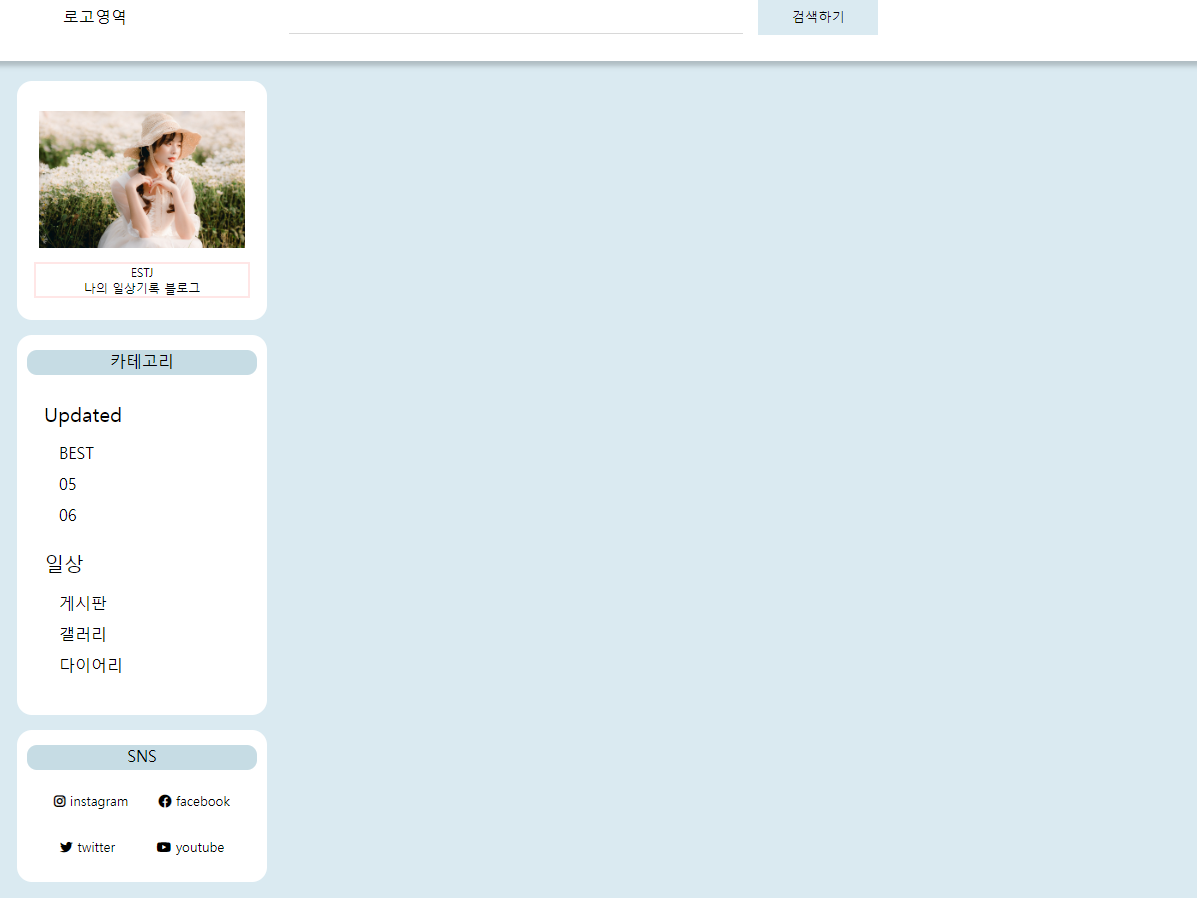 로고영역
검색하기
ESTJ
나의 일상기록 블로그
카테고리
Updated
BEST
05
06
일상
게시판
갤러리
다이어리
SNS
instagram facebook
twitter youtube